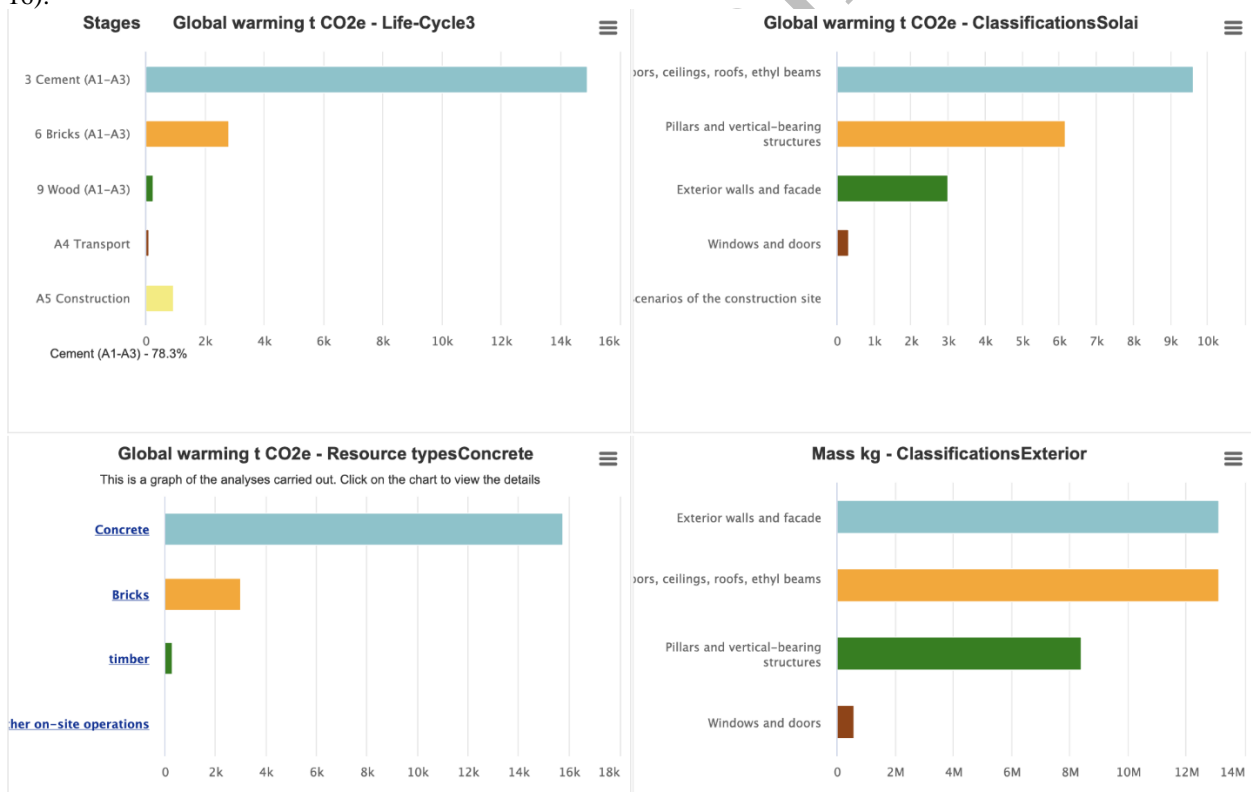 Stages
Global warming t CO2e - Life-Cycle3
3 Cement (A1-A3)
6 Bricks (A1-A3)
9 Wood (A1-A3)
A4 Transport
A5 Construction
0 2k 4k 6k 8k 10k 12k 14k 16k
Cement (A1-A3) - 78.3%
Global warming t CO2e - ClassificationsSolai
ceilings, roofs, ethyl beams
Pillars and vertical-bearing
structures
Exterior walls and facade
Windows and doors
of the construction site
0 1k 2k 3k 4k 5k 6k 7k 8k 9k 10k
Global warming t CO2e - Resource typesConcrete
This is a graph of the analyses carried out. Click on the chart to view the details
Concrete
Bricks
timber
on-site operations
0 2k 4k 6k 8k 10k 12k 14k 16k 18k
Mass kg - ClassificationsExterior
Exterior walls and facade
ceilings, roofs, ethyl beams
Pillars and vertical-bearing
structures
Windows and doors
0 2M 4M 6M 8M 10M 12M 14M